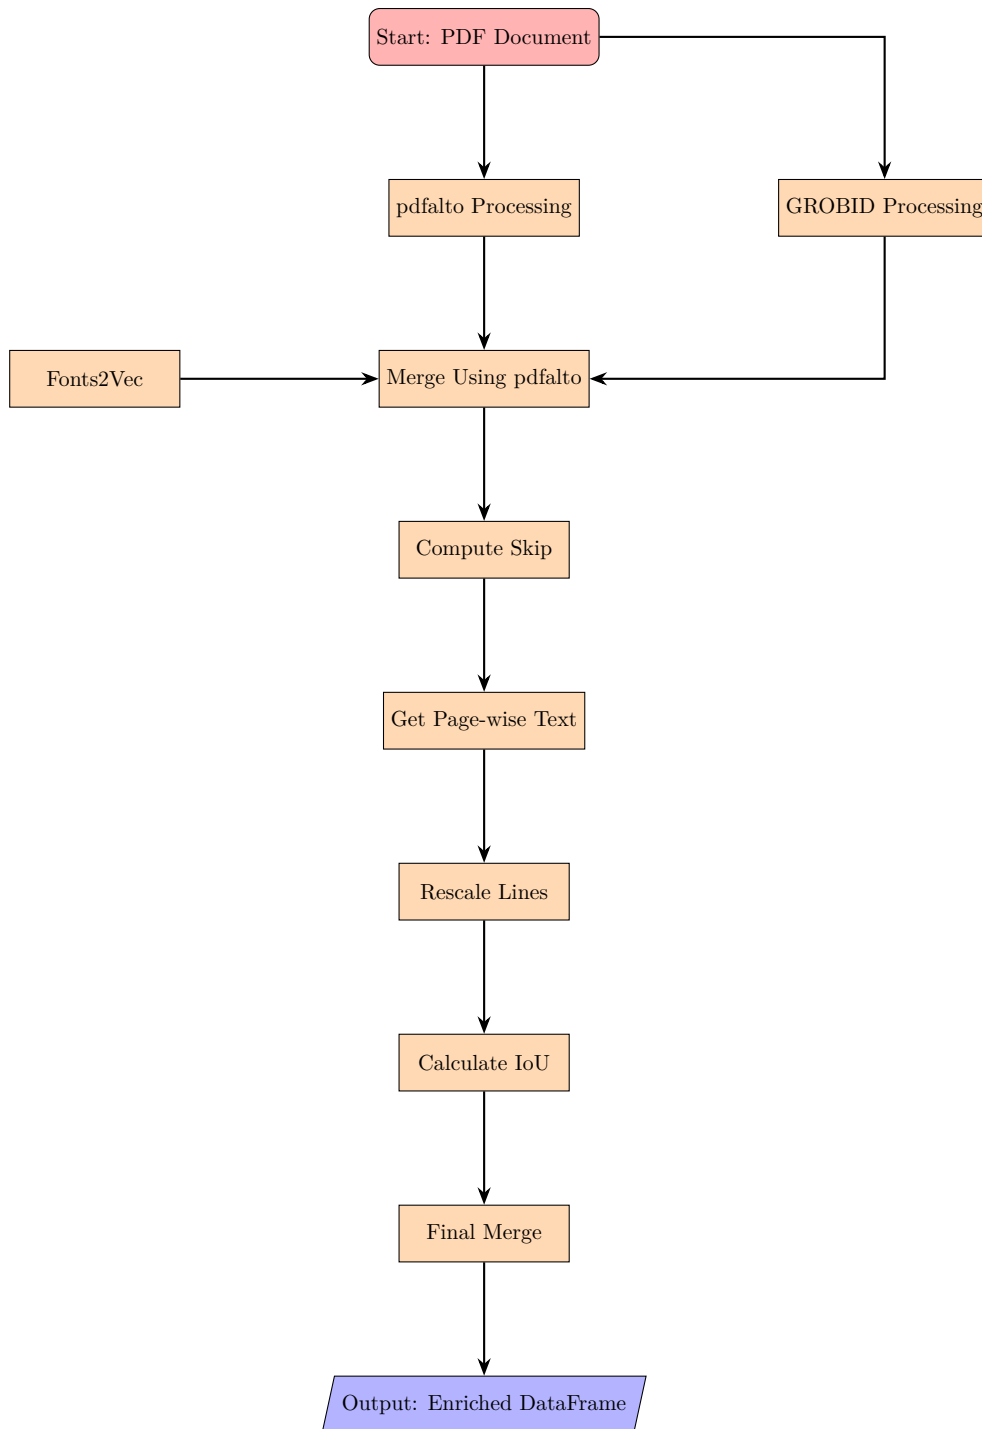 Start: PDF Document
pdfalto Processing
GROBID Processing
Fonts2Vec
Merge Using pdfalto
Compute Skip
Get Page-wise Text
Rescale Lines
Calculate IoU
Final Merge
Output: Enriched DataFrame